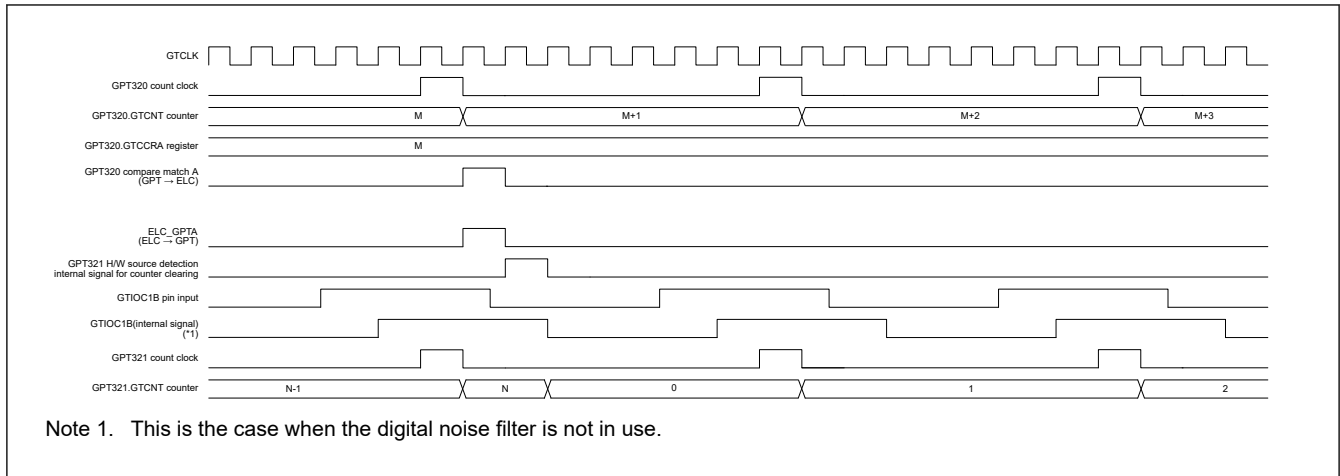 GTCLK
GPT320 count clock
GPT320.GTCNT counter M M+1 M+2 M+3
GPT320.GTCCRA register M
GPT320 compare match A
(GPT → ELC)
ELC_GPTA
(ELC → GPT)
GPT321 H/W source detection
internal signal for counter clearing
GTIOC1B pin input
GTIOC1B(internal signal)
(*1)
GPT321 count clock
GPT321.GTCNT counter N-1 N 0 1 2
Note 1. This is the case when the digital noise filter is not in use.